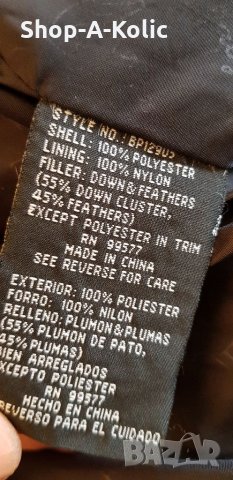 Shop-A-Kolic
STYLE NO.: BP12905
SHELL: 100% POLYESTER
LINING: 100% NYLON
FILLER: DOWN&FEATHERS
(55% DOWN CLUSTER,
45% FEATHERS)
EXCEPT POLYESTER IN TRIM
RN 99577
MADE IN CHINA
SEE REVERSE FOR CARE
EXTERIOR: 100% POLIESTER
FORRO: 100% NILON
RELLENO: PLUMON&PLUMAS
(55% PLUMON DE PATO,
45% PLUMAS)
BIEN ARREGLADOS
EXCEPTO POLIESTER
RN 99577
HECHO EN CHINA
REVERSO PARA EL CUIDADO
BAZAR